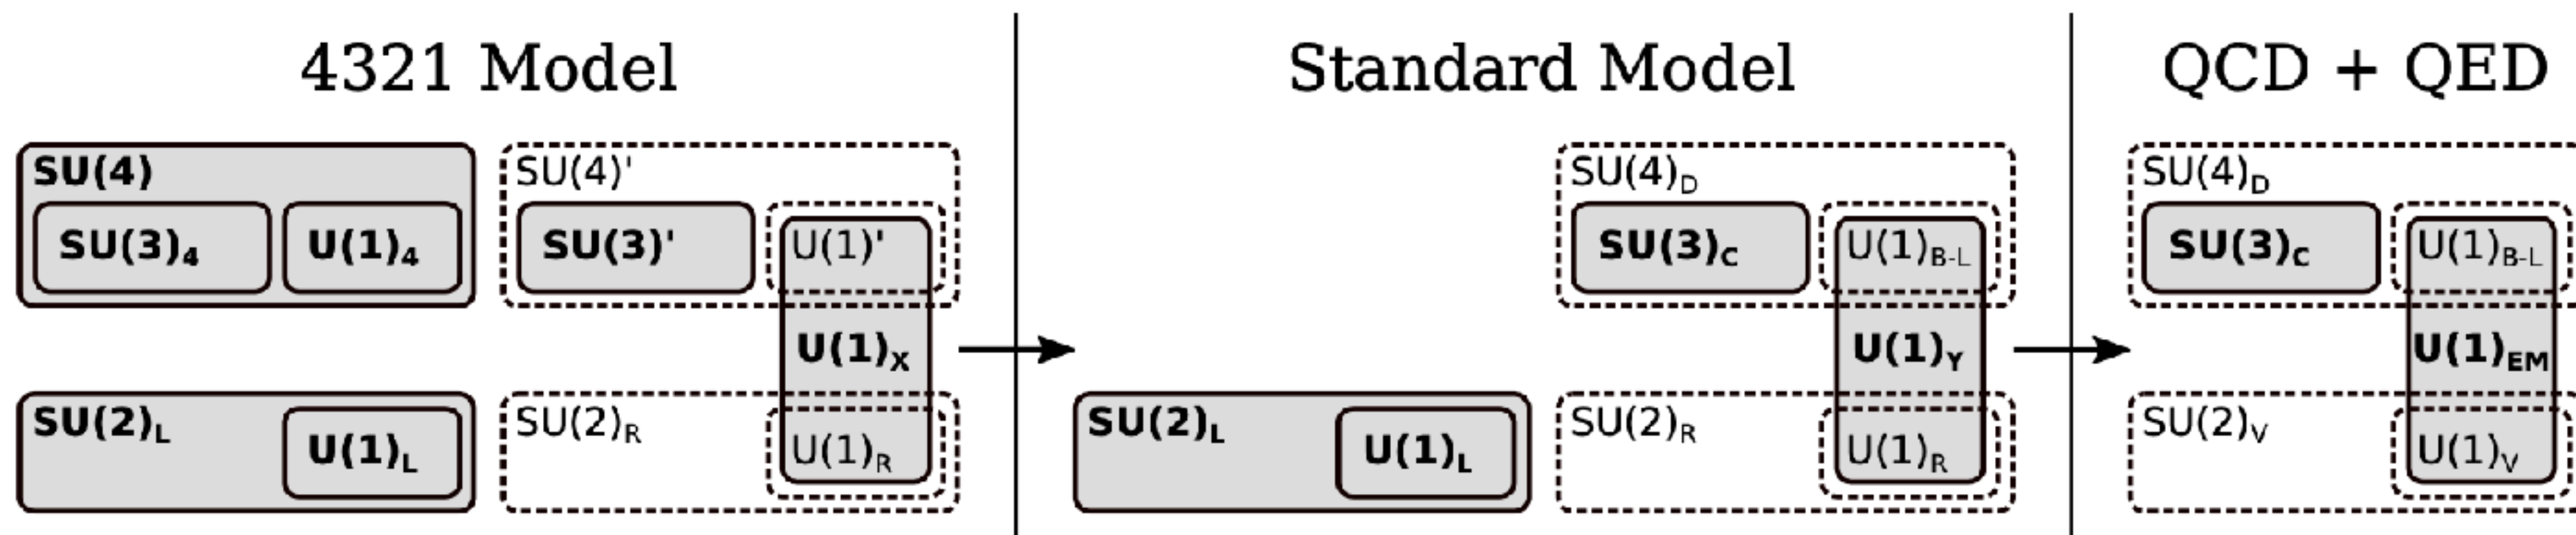 4321 Model
SU(4)
SU(3)₄
U(1)₄
SU(4)'
SU(3)'
U(1)'
U(1)X
SU(2)L
U(1)L
SU(2)R
U(1)R
Standard Model
SU(4)D
SU(3)C
U(1)B-L
U(1)Y
SU(2)L
U(1)L
SU(2)R
U(1)R
QCD + QED
SU(4)D
SU(3)C
U(1)B-L
U(1)EM
SU(2)V
U(1)V